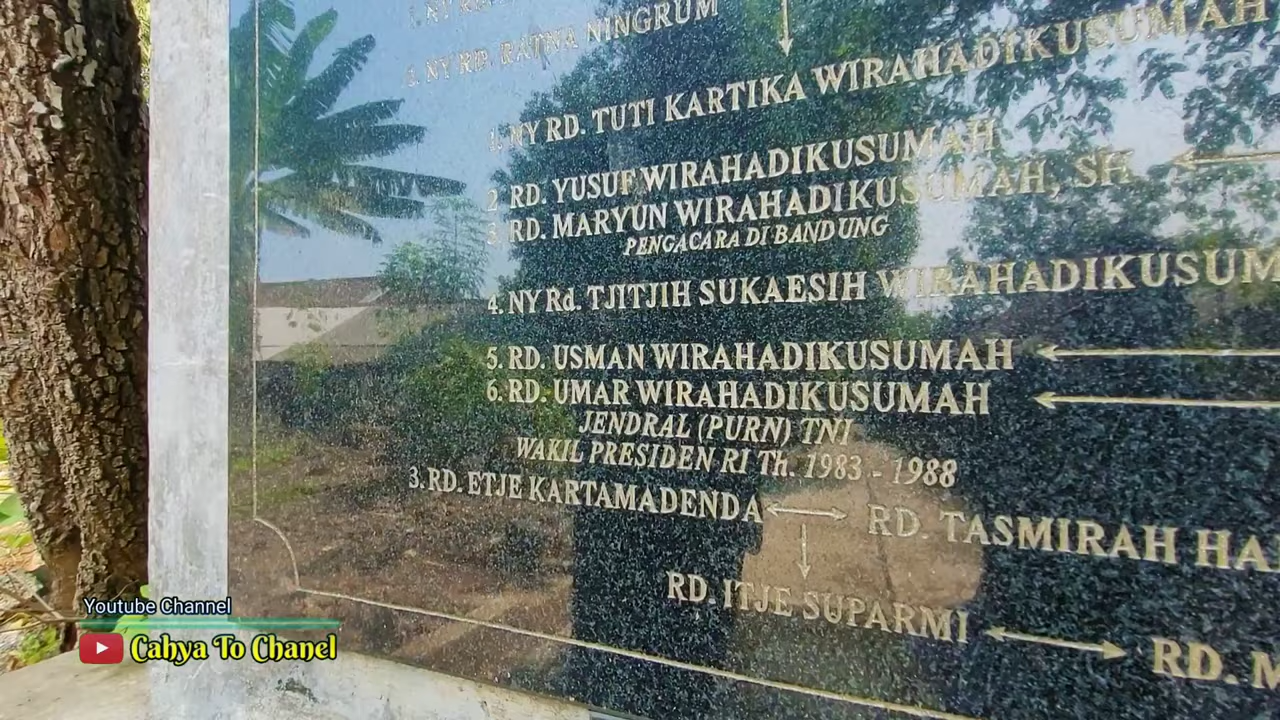 NY RD. RATNA NINGRUM
1. NY RD. TUTI KARTIKA WIRAHADIKUSUMAH
2 RD. YUSUF WIRAHADIKUSUMAH
3. RD. MARYUN WIRAHADIKUSUMAH, SH
PENGACARA DI BANDUNG
4. NY Rd. TJITJIH SUKAESIH WIRAHADIKUSUM
5. RD. USMAN WIRAHADIKUSUMAH
6. RD. UMAR WIRAHADIKUSUMAH
JENDRAL (PURN) TNI
WAKIL PRESIDEN RI Th. 1983 - 1988
3. RD. ETJE KARTAMADENDA
RD. TASMIRAH HA
RD. ITJE SUPARMI
RD. M
Youtube Channel
Cahya To Chanel